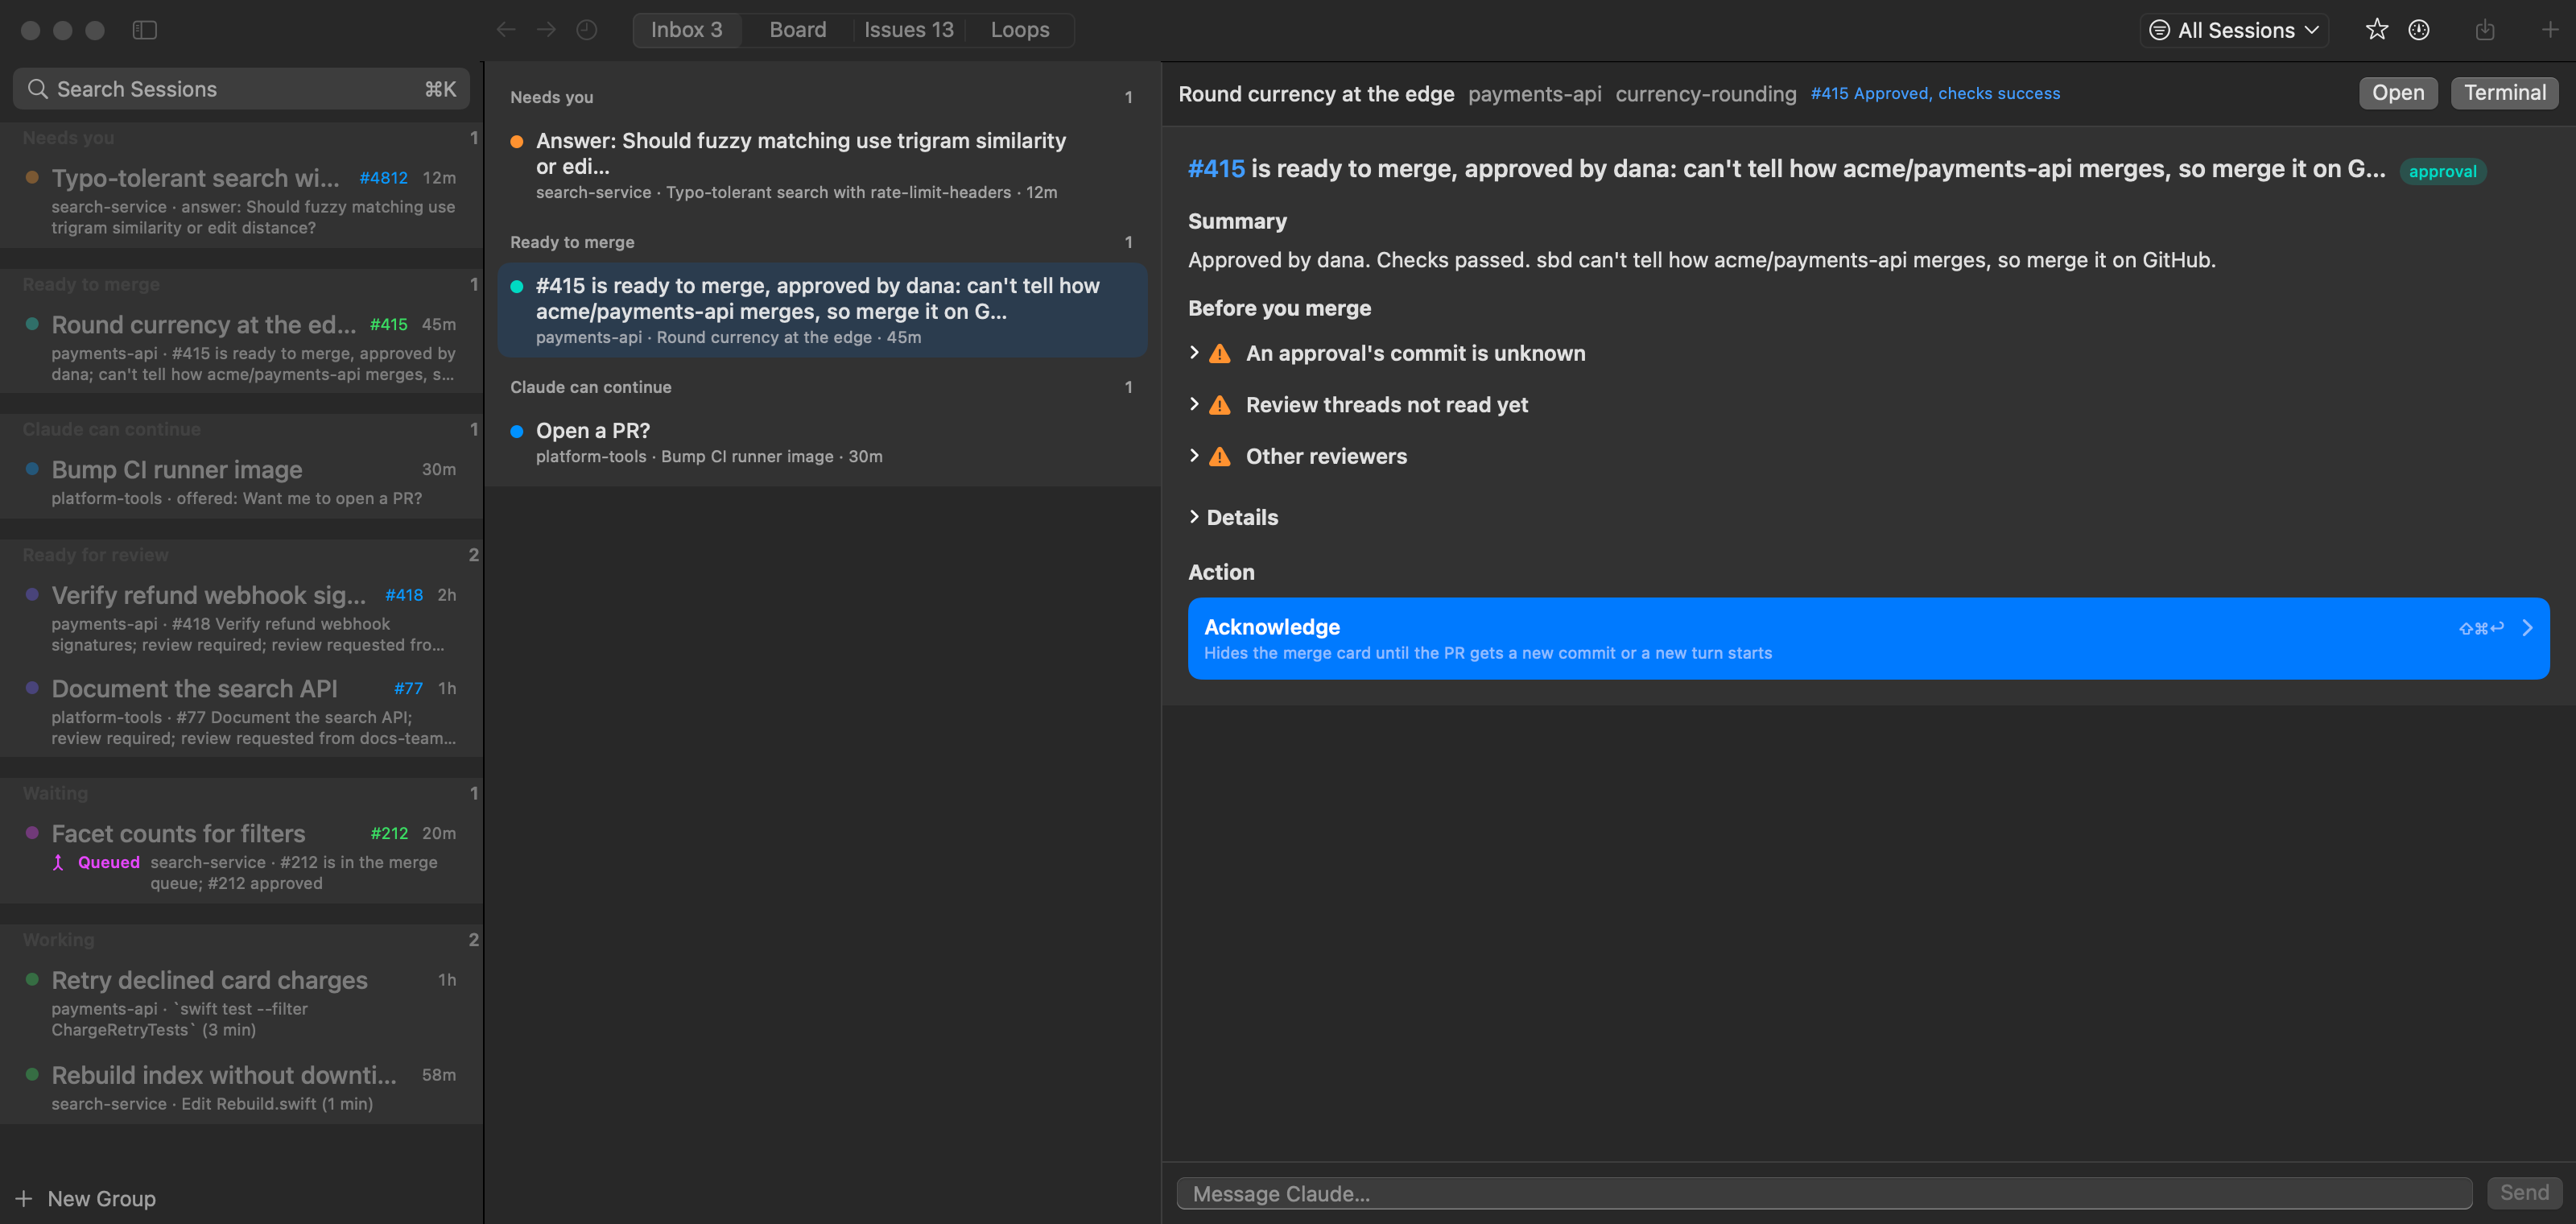 Inbox 3
Board
Issues 13
Loops
All Sessions
Search Sessions ⌘K
Needs you 1
Typo-tolerant search wi... #4812 12m
search-service · answer: Should fuzzy matching use
trigram similarity or edit distance?
Ready to merge 1
Round currency at the ed... #415 45m
payments-api · #415 is ready to merge, approved by
dana; can't tell how acme/payments-api merges, s...
Claude can continue 1
Bump CI runner image 30m
platform-tools · offered: Want me to open a PR?
Ready for review 2
Verify refund webhook sig... #418 2h
payments-api · #418 Verify refund webhook
signatures; review required; review requested fro...
Document the search API #77 1h
platform-tools · #77 Document the search API;
review required; review requested from docs-team...
Waiting 1
Facet counts for filters #212 20m
Queued search-service · #212 is in the merge
queue; #212 approved
Working 2
Retry declined card charges 1h
payments-api · `swift test --filter
ChargeRetryTests` (3 min)
Rebuild index without downti... 58m
search-service · Edit Rebuild.swift (1 min)
New Group
Needs you 1
Answer: Should fuzzy matching use trigram similarity
or edi...
search-service · Typo-tolerant search with rate-limit-headers · 12m
Ready to merge 1
#415 is ready to merge, approved by dana: can't tell how
acme/payments-api merges, so merge it on G...
payments-api · Round currency at the edge · 45m
Claude can continue 1
Open a PR?
platform-tools · Bump CI runner image · 30m
Round currency at the edge payments-api currency-rounding #415 Approved, checks success
Open
Terminal
#415 is ready to merge, approved by dana: can't tell how acme/payments-api merges, so merge it on G... approval
Summary
Approved by dana. Checks passed. sbd can't tell how acme/payments-api merges, so merge it on GitHub.
Before you merge
An approval's commit is unknown
Review threads not read yet
Other reviewers
Details
Action
Acknowledge ⇧⌘↩
Hides the merge card until the PR gets a new commit or a new turn starts
Message Claude...
Send